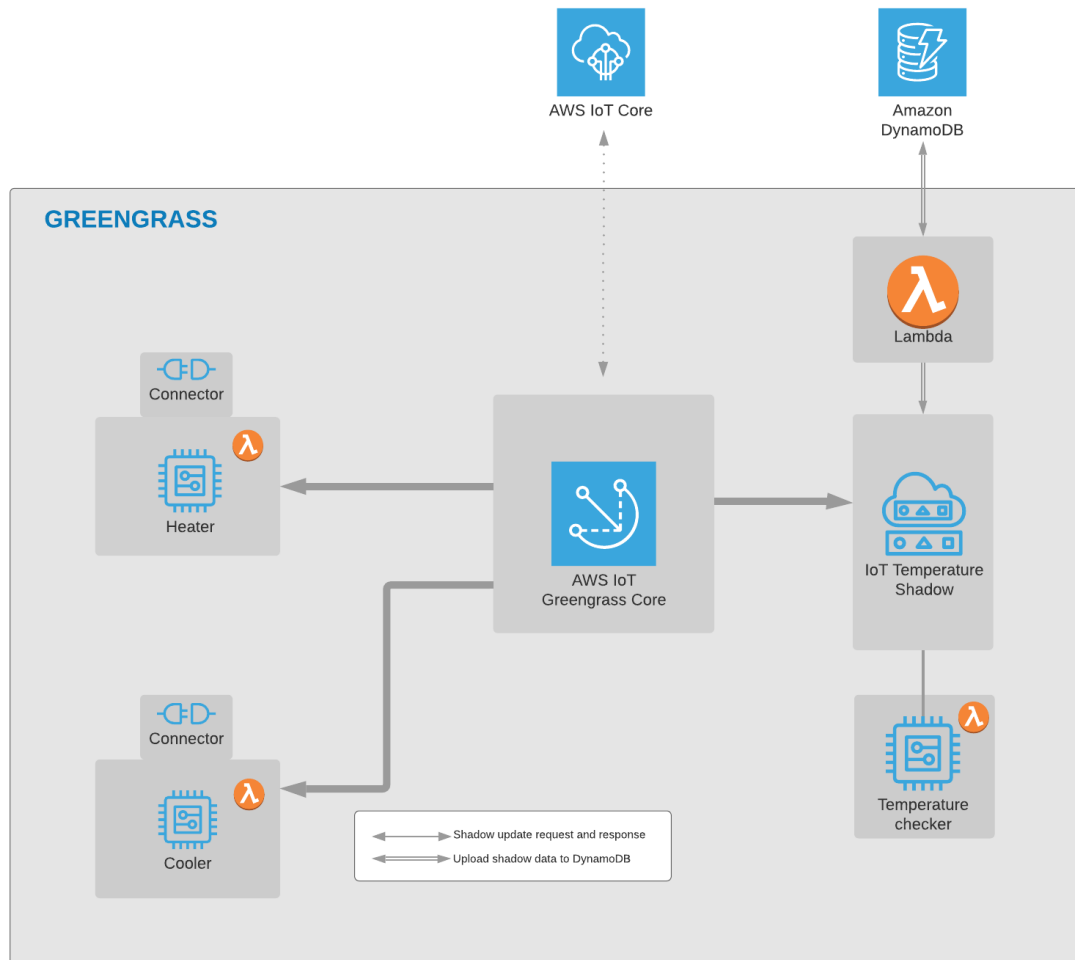 AWS IoT Core
Amazon
DynamoDB
GREENGRASS
Lambda
Connector
Heater
AWS IoT
Greengrass Core
IoT Temperature
Shadow
Connector
Cooler
Temperature
checker
Shadow update request and response
Upload shadow data to DynamoDB